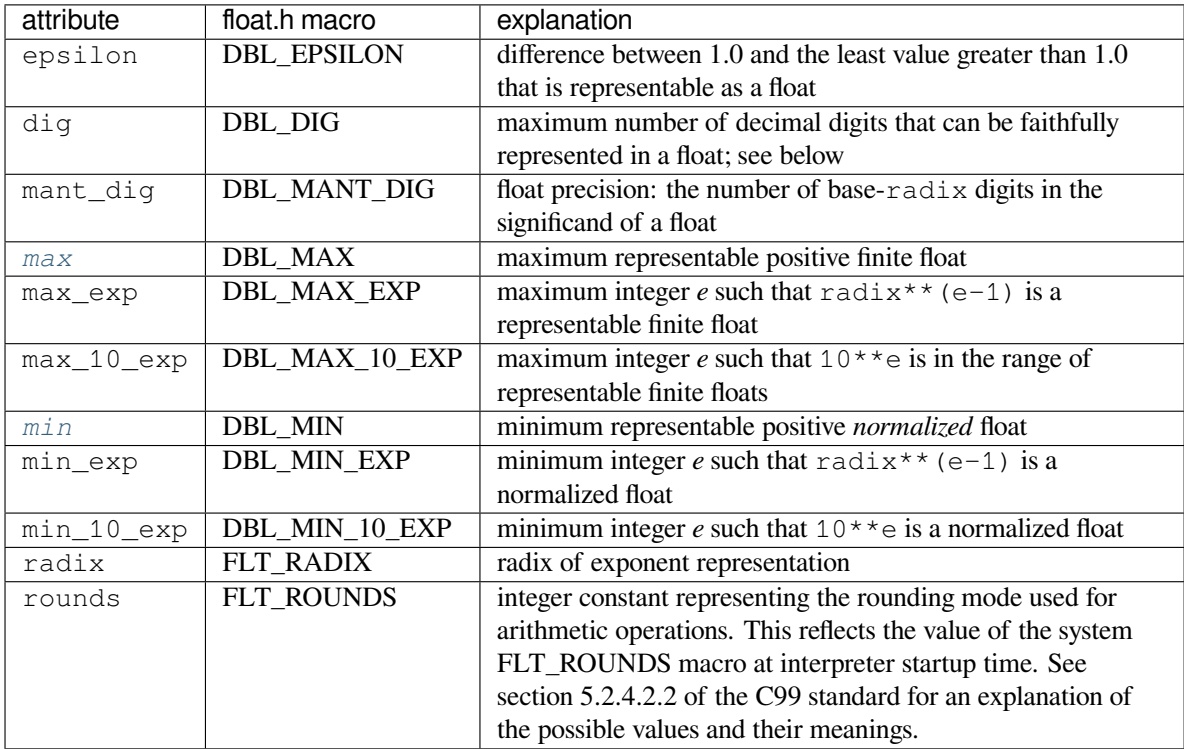 attribute float.h macro explanation
epsilon DBL_EPSILON difference between 1.0 and the least value greater than 1.0
that is representable as a float
dig DBL_DIG maximum number of decimal digits that can be faithfully
represented in a float; see below
mant_dig DBL_MANT_DIG float precision: the number of base-radix digits in the
significand of a float
max DBL_MAX maximum representable positive finite float
max_exp DBL_MAX_EXP maximum integer e such that radix**(e-1) is a
representable finite float
max_10_exp DBL_MAX_10_EXP maximum integer e such that 10**e is in the range of
representable finite floats
min DBL_MIN minimum representable positive normalized float
min_exp DBL_MIN_EXP minimum integer e such that radix**(e-1) is a
normalized float
min_10_exp DBL_MIN_10_EXP minimum integer e such that 10**e is a normalized float
radix FLT_RADIX radix of exponent representation
rounds FLT_ROUNDS integer constant representing the rounding mode used for
arithmetic operations. This reflects the value of the system
FLT_ROUNDS macro at interpreter startup time. See
section 5.2.4.2.2 of the C99 standard for an explanation of
the possible values and their meanings.